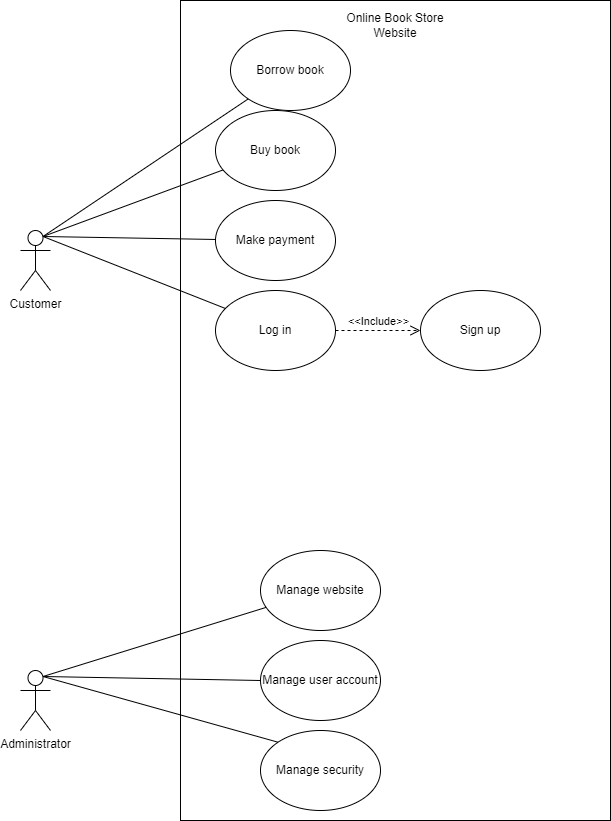 Online Book Store
Website
Borrow book
Buy book
Make payment
Customer
Log in
<<Include>>
Sign up
Manage website
Manage user account
Administrator
Manage security